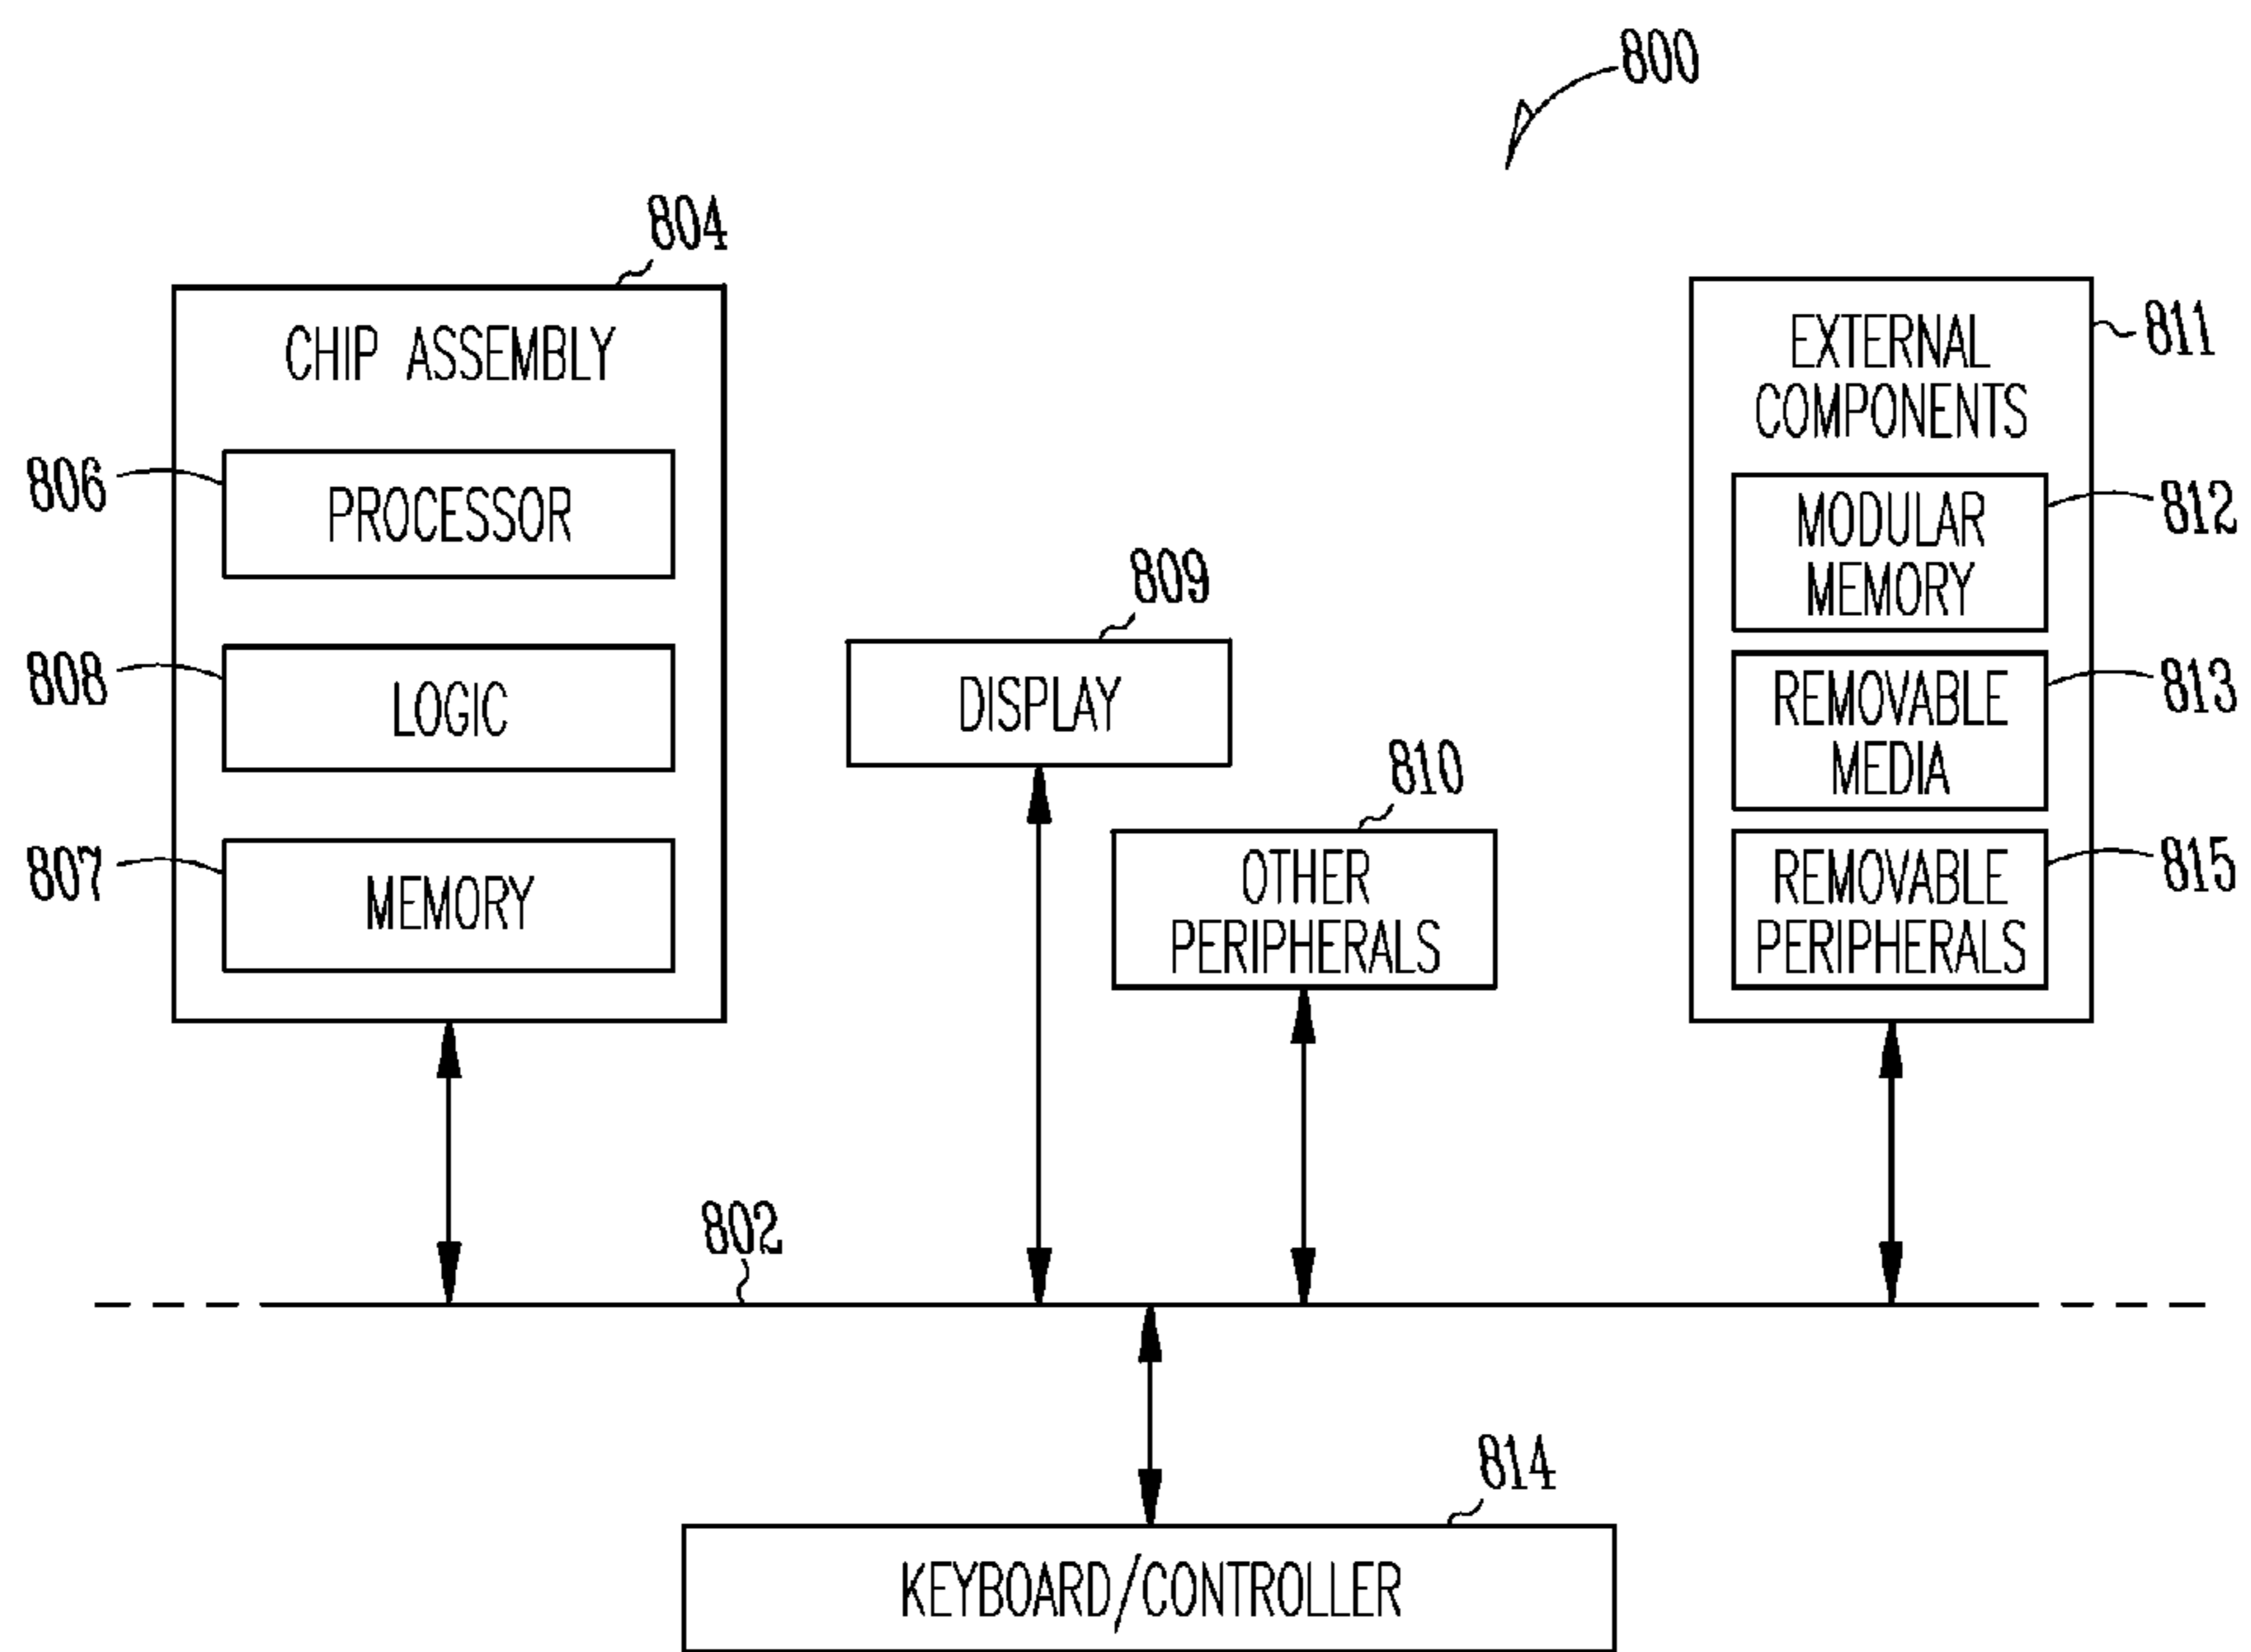 800
804
CHIP ASSEMBLY
806
PROCESSOR
808
LOGIC
807
MEMORY
809
DISPLAY
810
OTHER
PERIPHERALS
811
EXTERNAL
COMPONENTS
812
MODULAR
MEMORY
813
REMOVABLE
MEDIA
815
REMOVABLE
PERIPHERALS
802
814
KEYBOARD/CONTROLLER